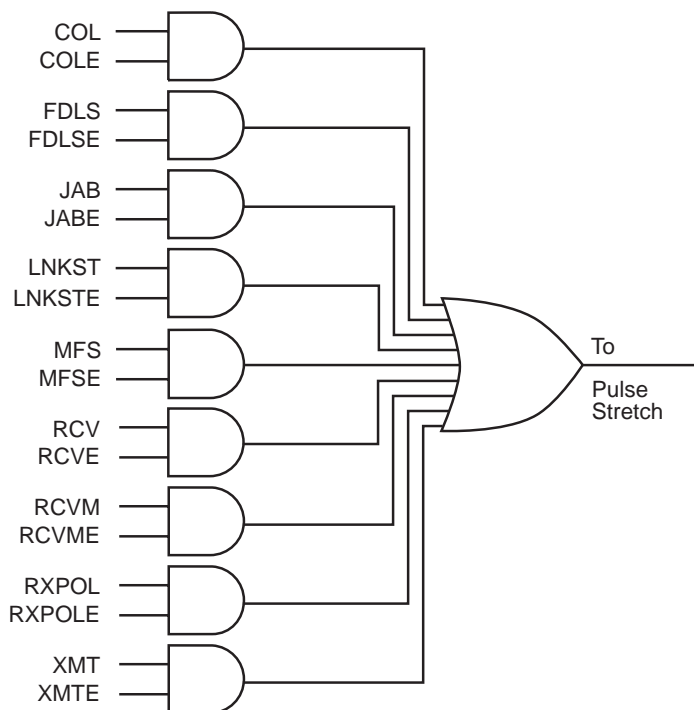 COL
COLE
FDLS
FDLSE
JAB
JABE
LNKST
LNKSTE
MFS
MFSE
To
Pulse
Stretch
RCV
RCVE
RCVM
RCVME
RXPOL
RXPOLE
XMT
XMTE